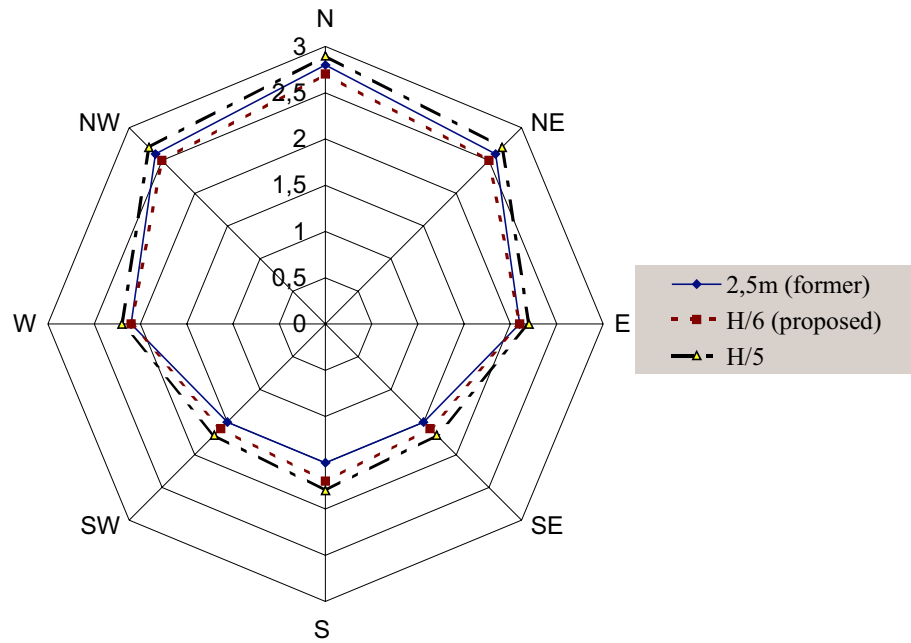 N
3
2,5
NW
NE
2
1,5
1
0,5
W
0
E
2,5m (former)
H/6 (proposed)
H/5
SW
SE
S